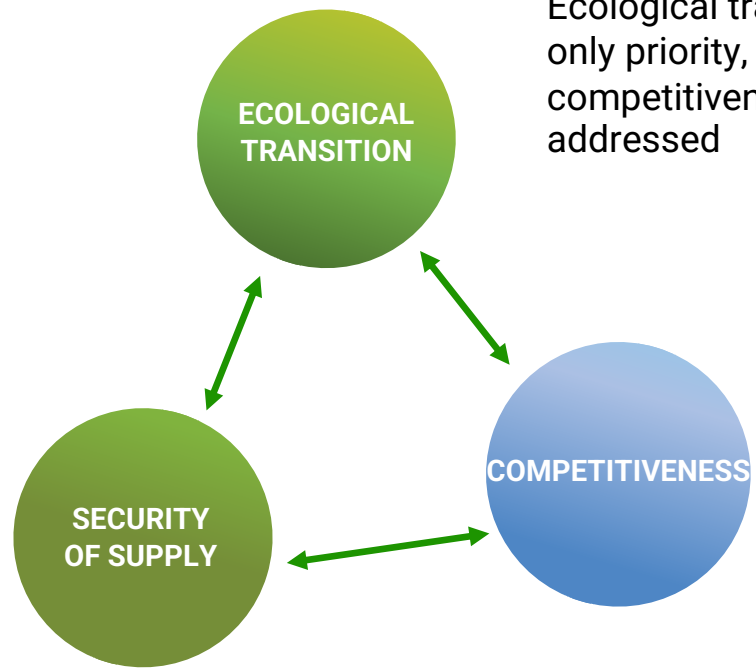 Ecological
only priority,
addressed
ECOLOGICAL
TRANSITION
COMPETITIVENESS
SECURITY
OF SUPPLY